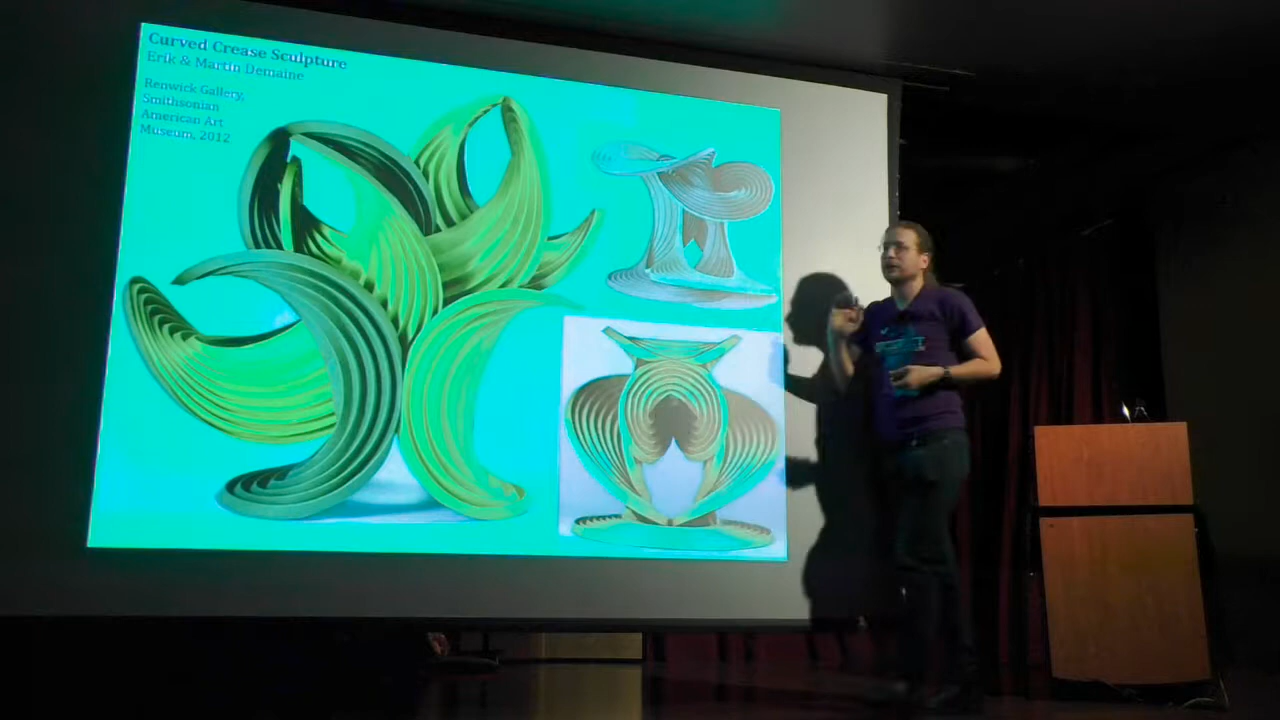 Curved Crease Sculpture
Erik & Martin Demaine
Renwick Gallery,
Smithsonian
American Art
Museum, 2012